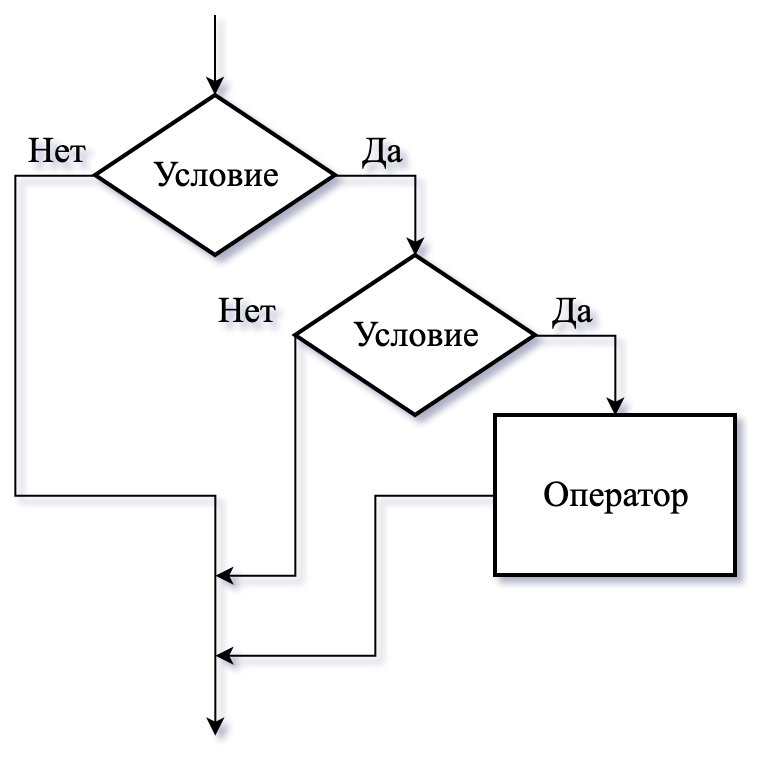 Нет
Да
Условие
Нет
Да
Условие
Оператор